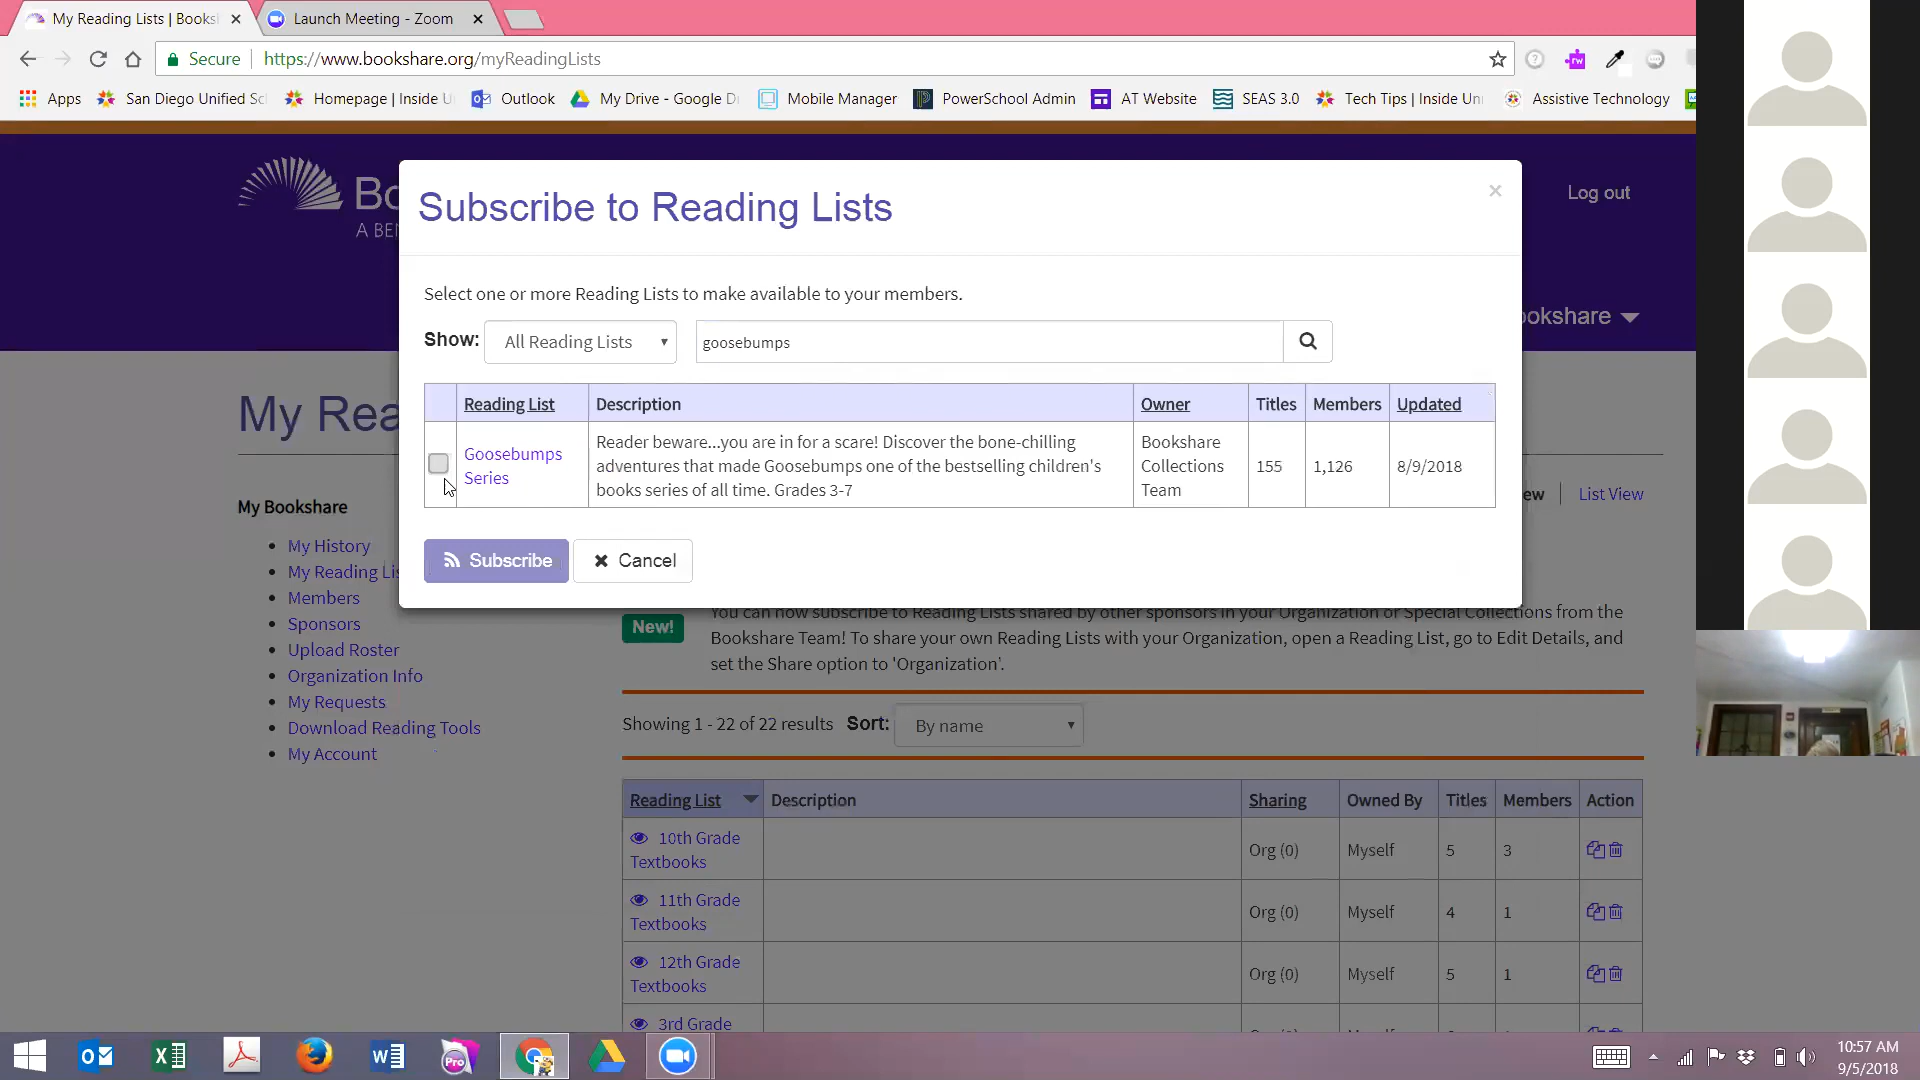 My Reading Lists | Books
Launch Meeting - Zoom
Secure
https://www.bookshare.org/myReadingLists
Apps
San Diego Unified Sc
Homepage | Inside U
Outlook
My Drive - Google D
Mobile Manager
PowerSchool Admin
AT Website
SEAS 3.0
Tech Tips | Inside Uni
Assistive Technology
Bo
A BEN
Log out
ookshare
Subscribe to Reading Lists
×
Select one or more Reading Lists to make available to your members.
Show:
All Reading Lists
goosebumps
Reading List
Description
Owner
Titles
Members
Updated
Goosebumps
Series
Reader beware...you are in for a scare! Discover the bone-chilling
adventures that made Goosebumps one of the bestselling children's
books series of all time. Grades 3-7
Bookshare
Collections
Team
155
1,126
8/9/2018
Subscribe
Cancel
My Rea
ew
List View
My Bookshare
My History
My Reading Lis
Members
Sponsors
Upload Roster
Organization Info
My Requests
Download Reading Tools
My Account
New!
You can now subscribe to Reading Lists shared by other sponsors in your Organization or Special Collections from the
Bookshare Team! To share your own Reading Lists with your Organization, open a Reading List, go to Edit Details, and
set the Share option to 'Organization'.
Showing 1 - 22 of 22 results
Sort:
By name
Reading List
Description
Sharing
Owned By
Titles
Members
Action
10th Grade
Textbooks
Org (0)
Myself
5
3
11th Grade
Textbooks
Org (0)
Myself
4
1
12th Grade
Textbooks
Org (0)
Myself
5
1
3rd Grade
Pro
10:57 AM
9/5/2018